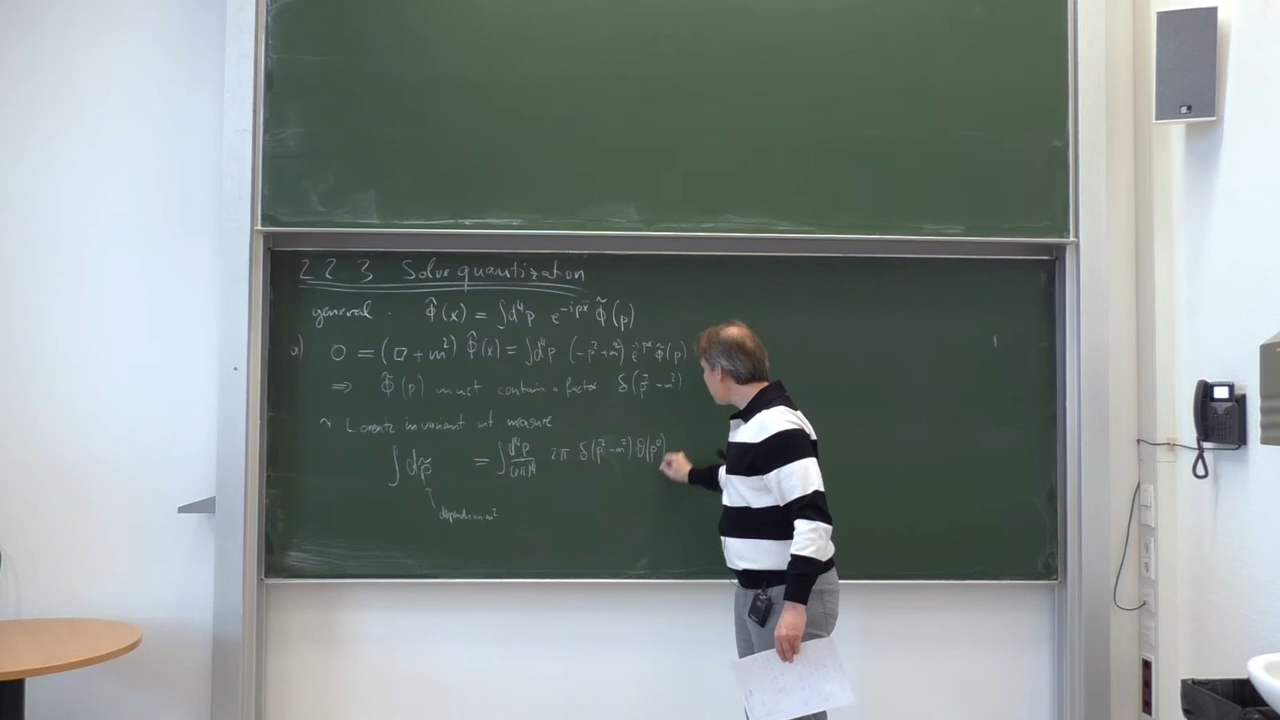 2.2.3 Solve quantization
general. Φ̂(x) = ∫d⁴p e^{-ipx} Φ̃(p)
a) 0 = (□ + m²) Φ̂(x) = ∫d⁴p (-p² + m²) e^{-ipx} Φ̃(p)
⇒ Φ̃(p) must contain a factor δ(p² - m²)
~ Lorentz invariant int measure
∫ dp̃ = ∫ d⁴p/(2π)⁴ 2π δ(p² - m²) θ(p⁰)
depends on m²